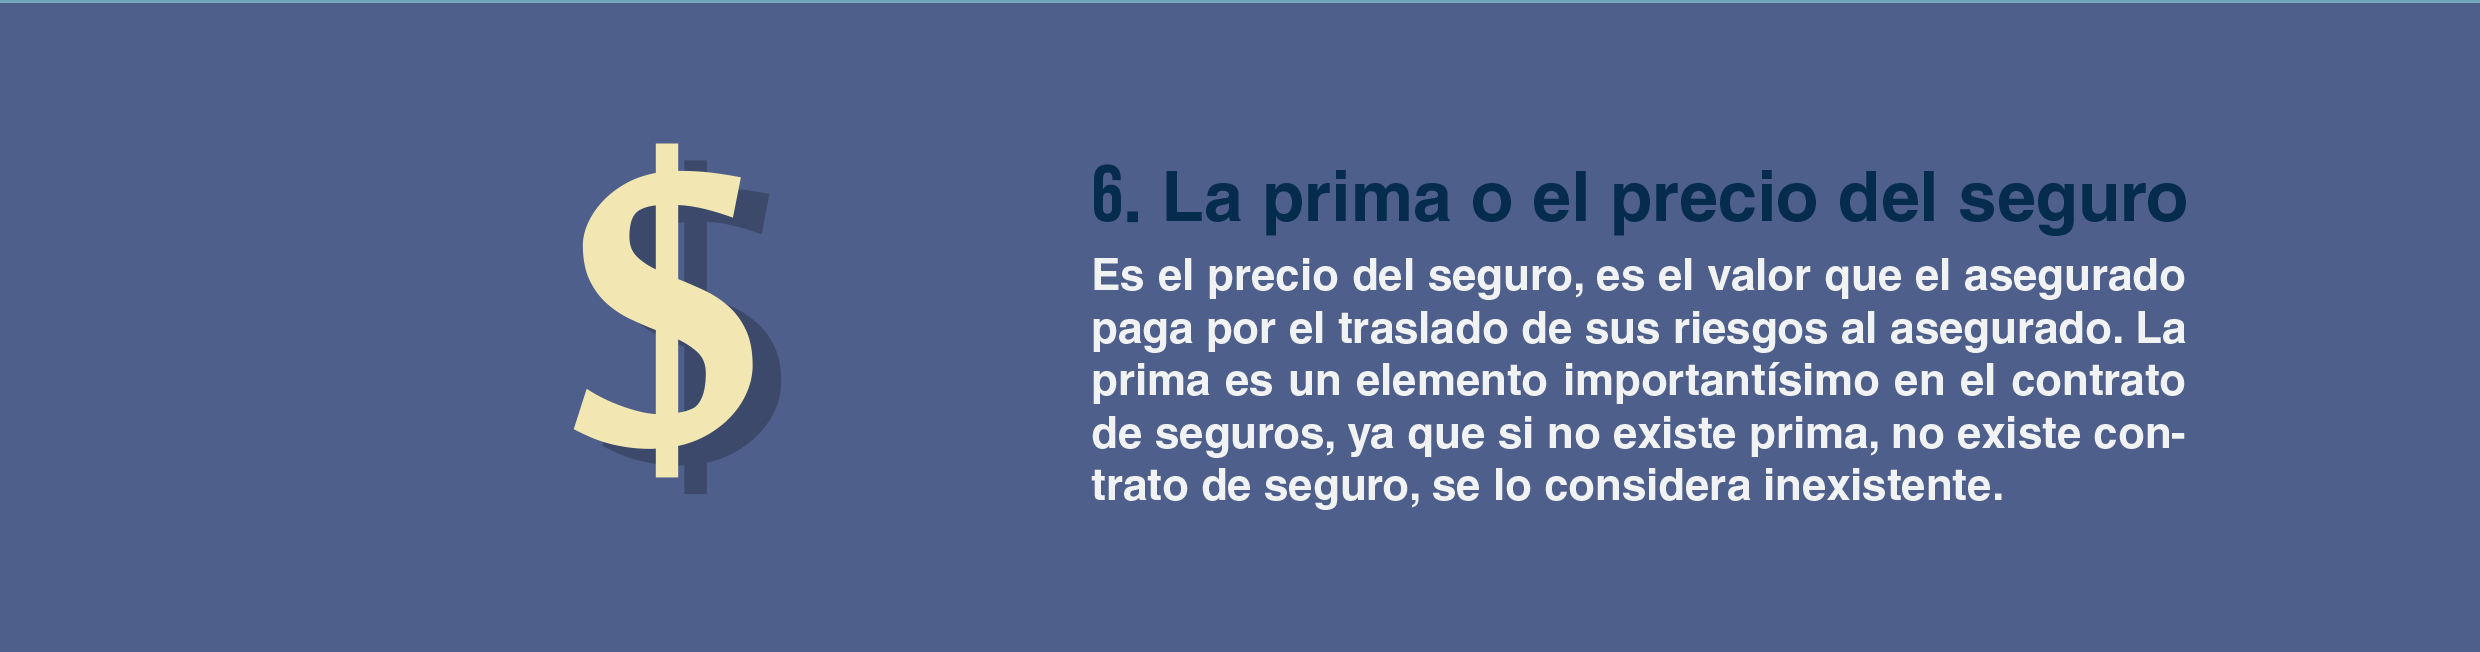 $
6. La prima o el precio del seguro
Es el precio del seguro, es el valor que el asegurado
paga por el traslado de sus riesgos al asegurado. La
prima es un elemento importantísimo en el contrato
de seguros, ya que si no existe prima, no existe con-
trato de seguro, se lo considera inexistente.